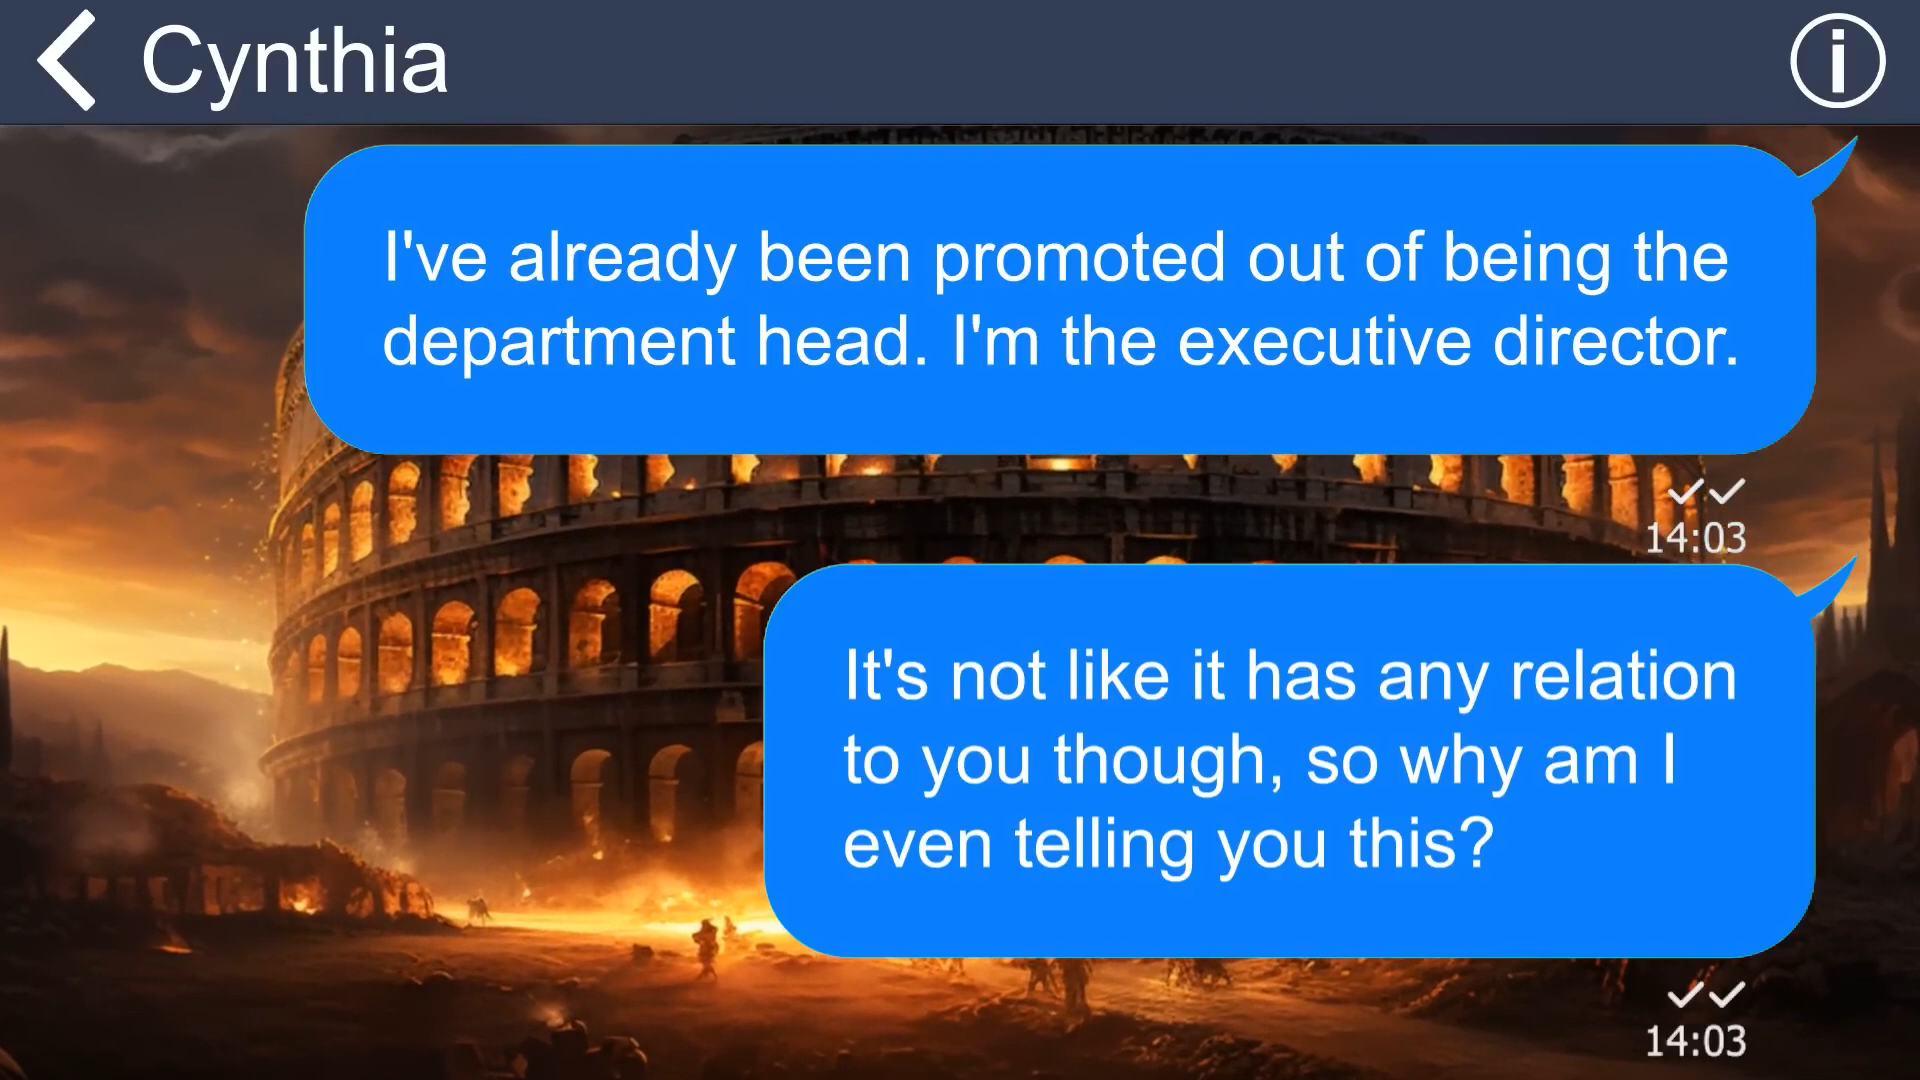 Cynthia
I've already been promoted out of being the
department head. I'm the executive director.
14:03
It's not like it has any relation
to you though, so why am I
even telling you this?
14:03